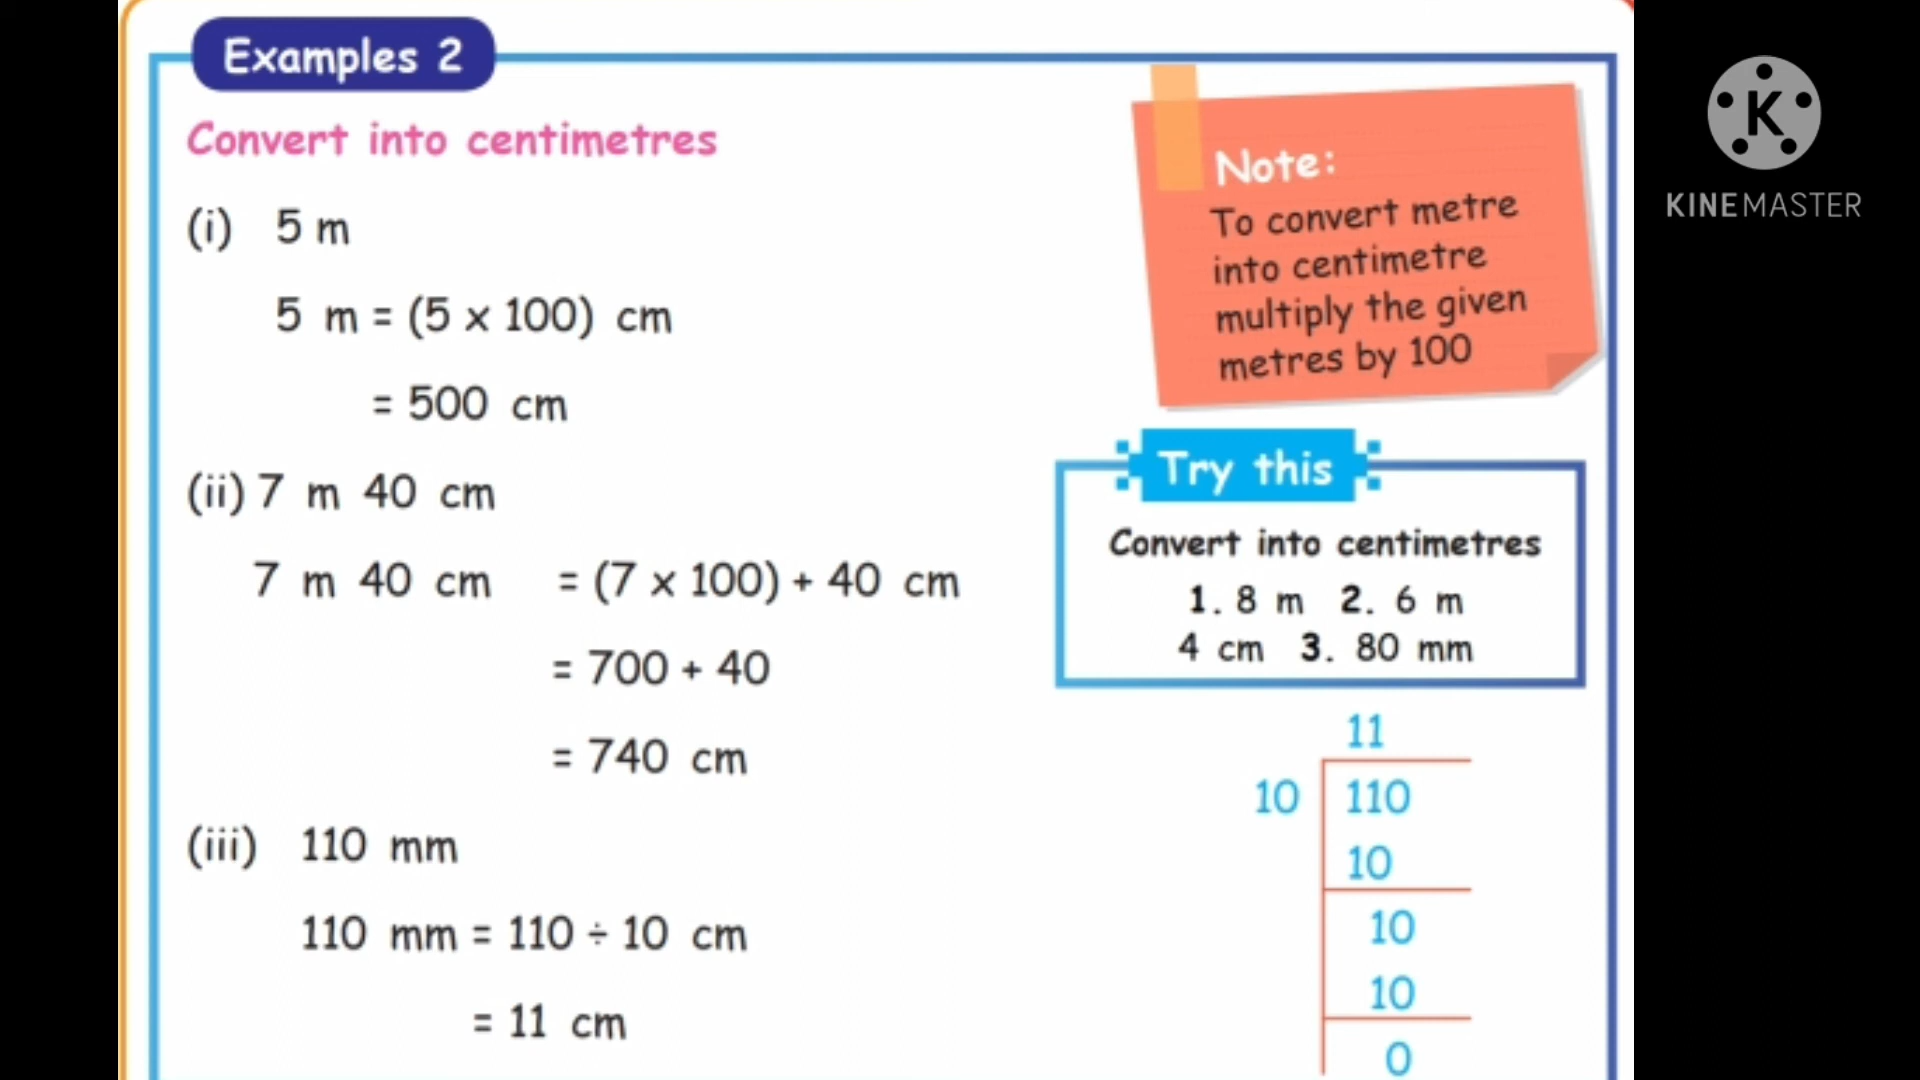 Examples 2
Convert into centimetres
(i) 5 m
5 m = (5 x 100) cm
= 500 cm
(ii) 7 m 40 cm
7 m 40 cm = (7 x 100) + 40 cm
= 700 + 40
= 740 cm
(iii) 110 mm
110 mm = 110 ÷ 10 cm
= 11 cm
Note:
To convert metre
into centimetre
multiply the given
metres by 100
Try this
Convert into centimetres
1. 8 m 2. 6 m
4 cm 3. 80 mm
11
10 110
10
10
10
0
K
KINEMASTER